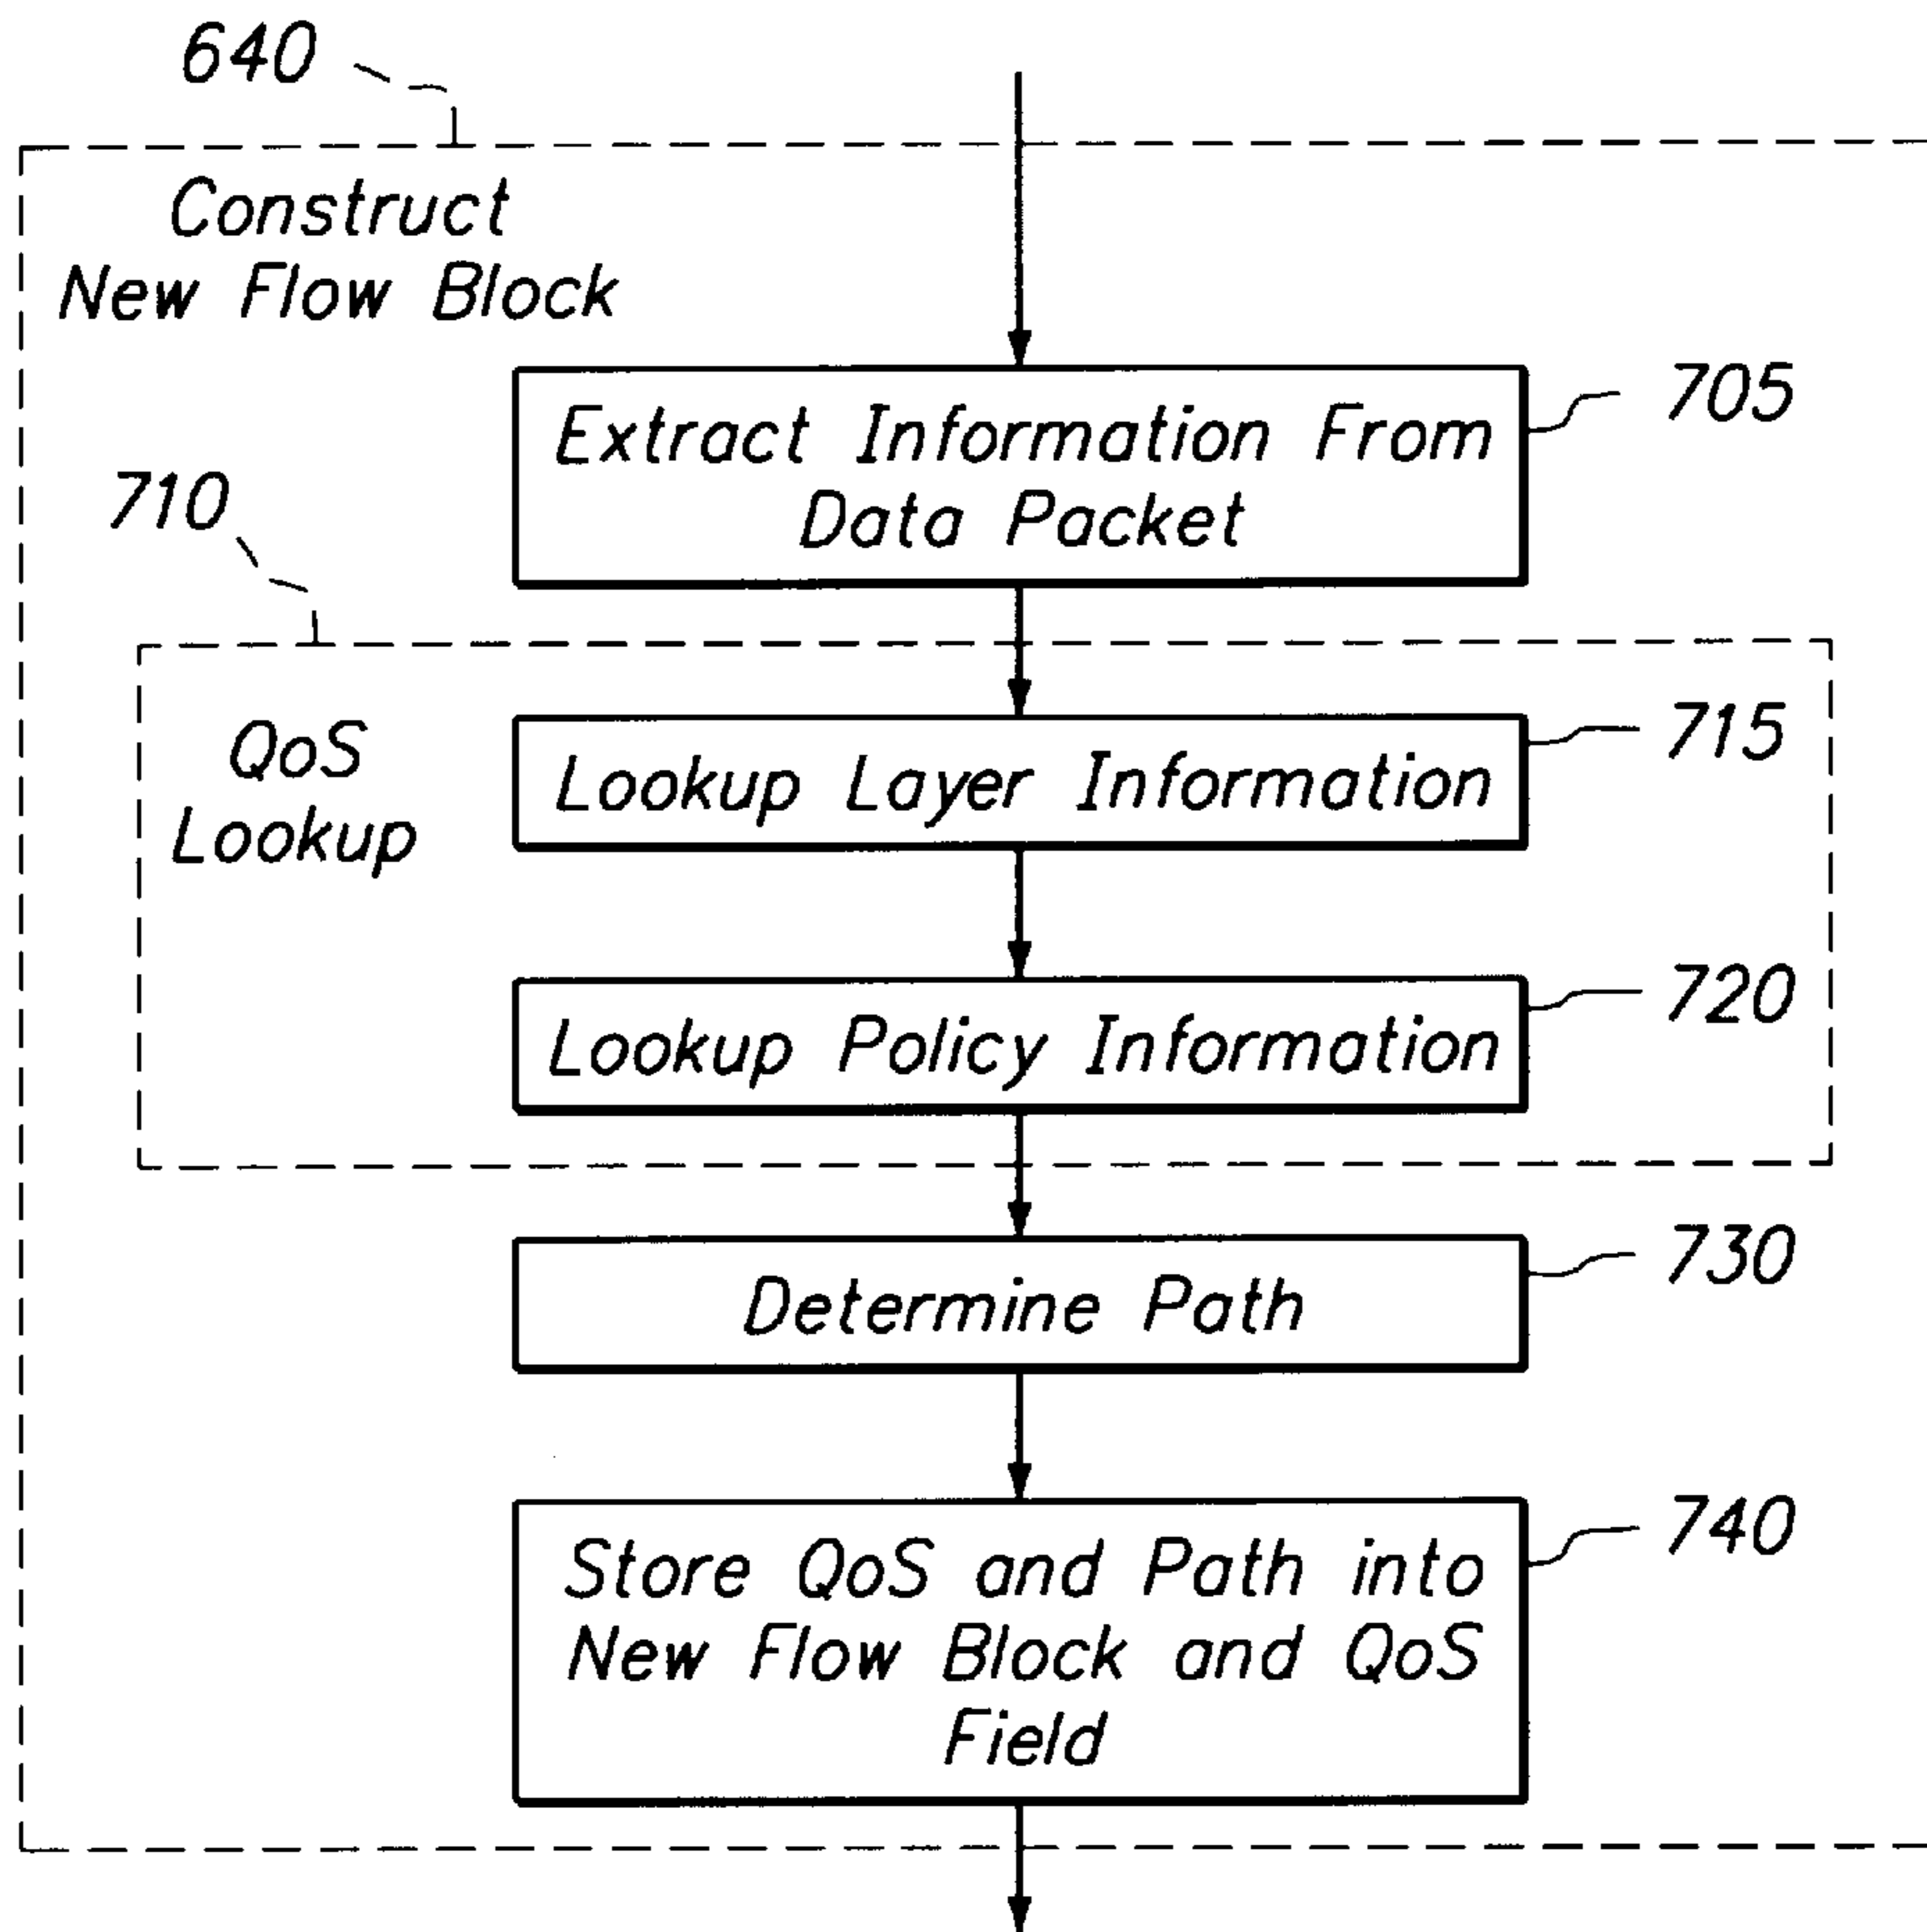 640
Construct
New Flow Block
705
Extract Information From
Data Packet
710
QoS
Lookup
715
Lookup Layer Information
720
Lookup Policy Information
730
Determine Path
740
Store QoS and Path into
New Flow Block and QoS
Field